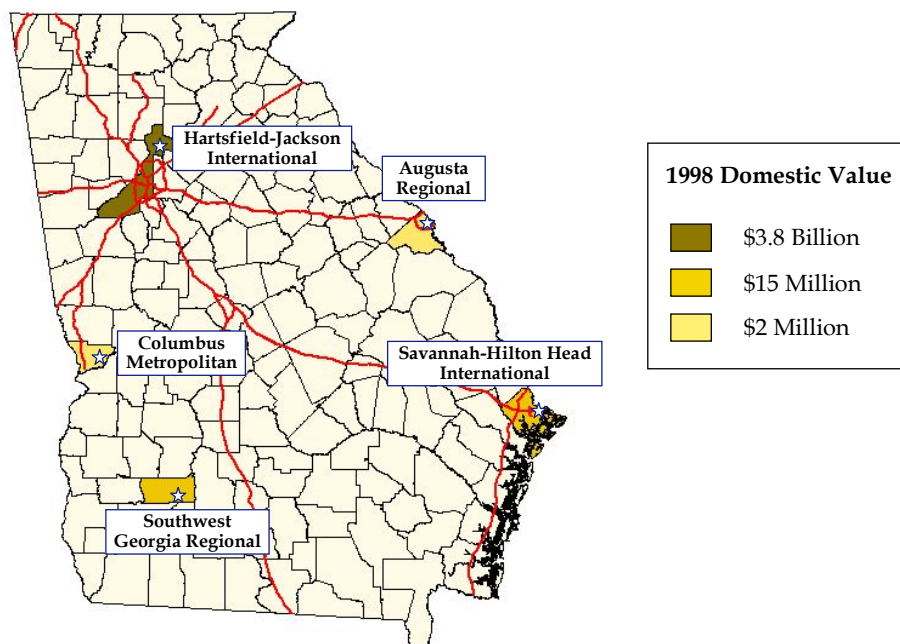 Hartsfield-Jackson
International
Augusta
Regional
1998 Domestic Value
$3.8 Billion
$15 Million
$2 Million
Columbus
Metropolitan
Savannah-Hilton Head
International
Southwest
Georgia Regional